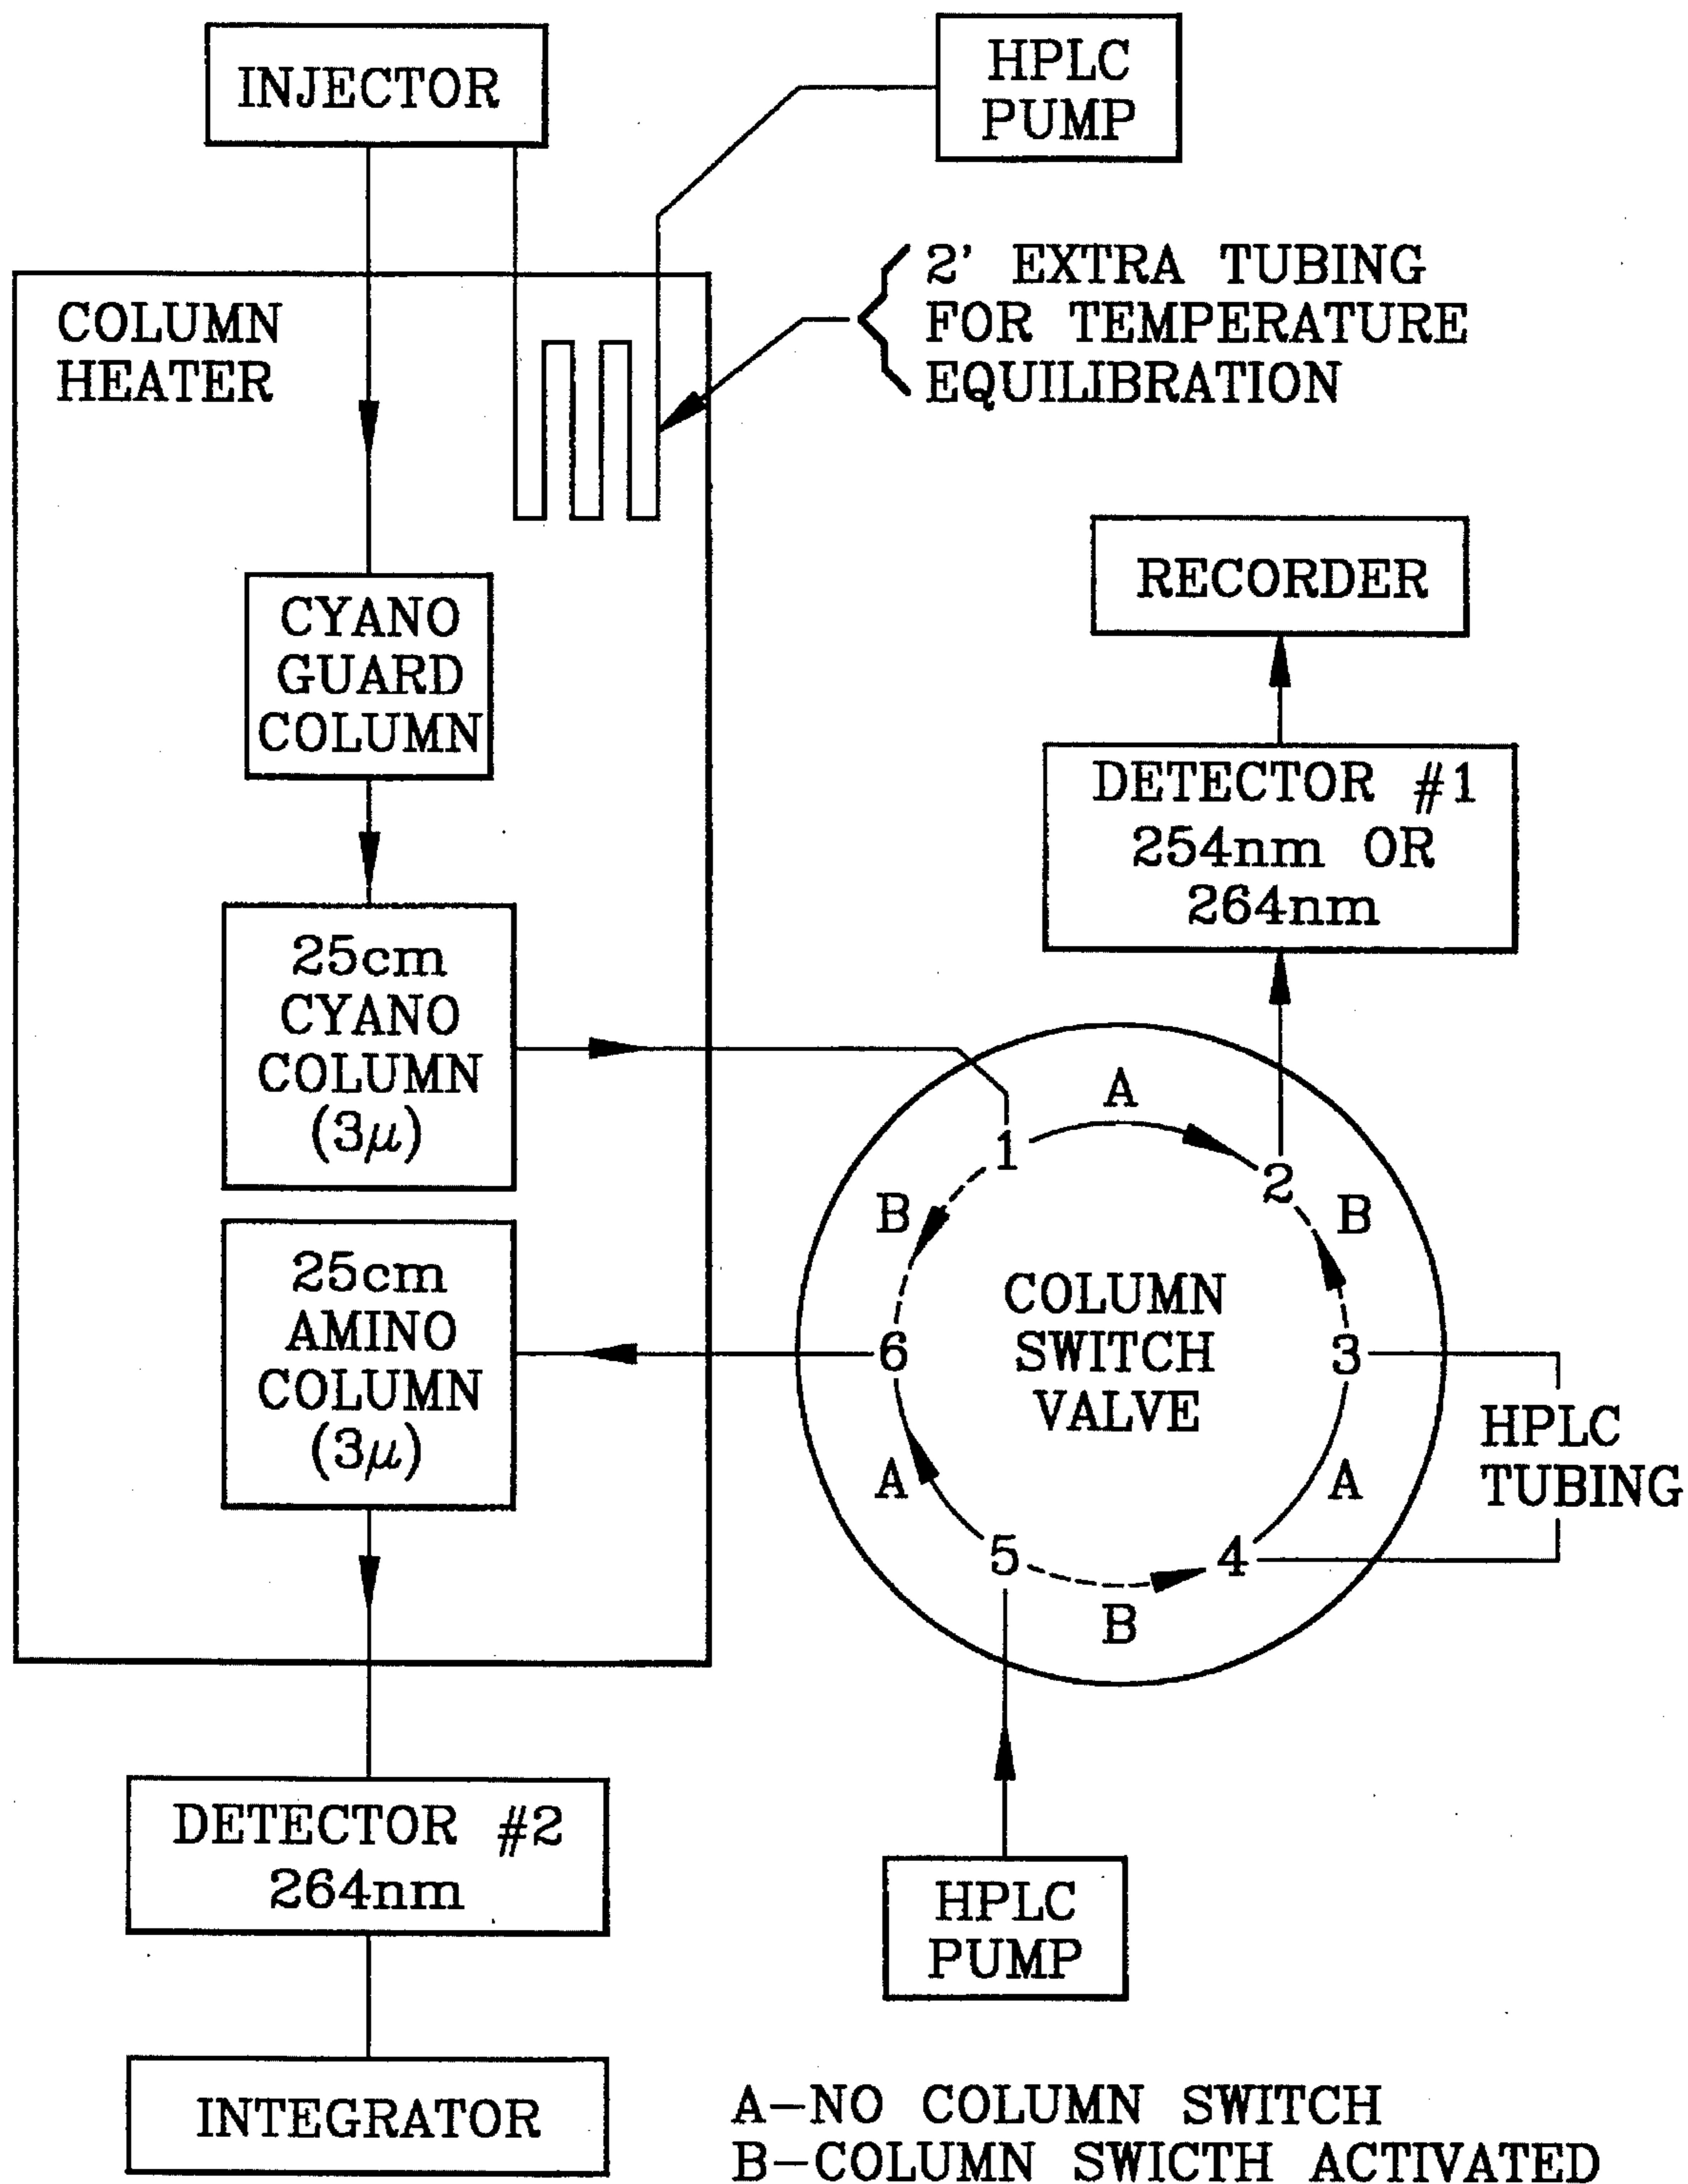 INJECTOR
HPLC
PUMP
2' EXTRA TUBING
FOR TEMPERATURE
EQUILIBRATION
COLUMN
HEATER
CYANO
GUARD
COLUMN
RECORDER
DETECTOR #1
254nm OR
264nm
25cm
CYANO
COLUMN
(3μ)
A
1
2
B
B
25cm
AMINO
COLUMN
(3μ)
6
COLUMN
SWITCH
VALVE
3
HPLC
TUBING
A
A
5
4
B
DETECTOR #2
264nm
HPLC
PUMP
INTEGRATOR
A-NO COLUMN SWITCH
B-COLUMN SWICTH ACTIVATED